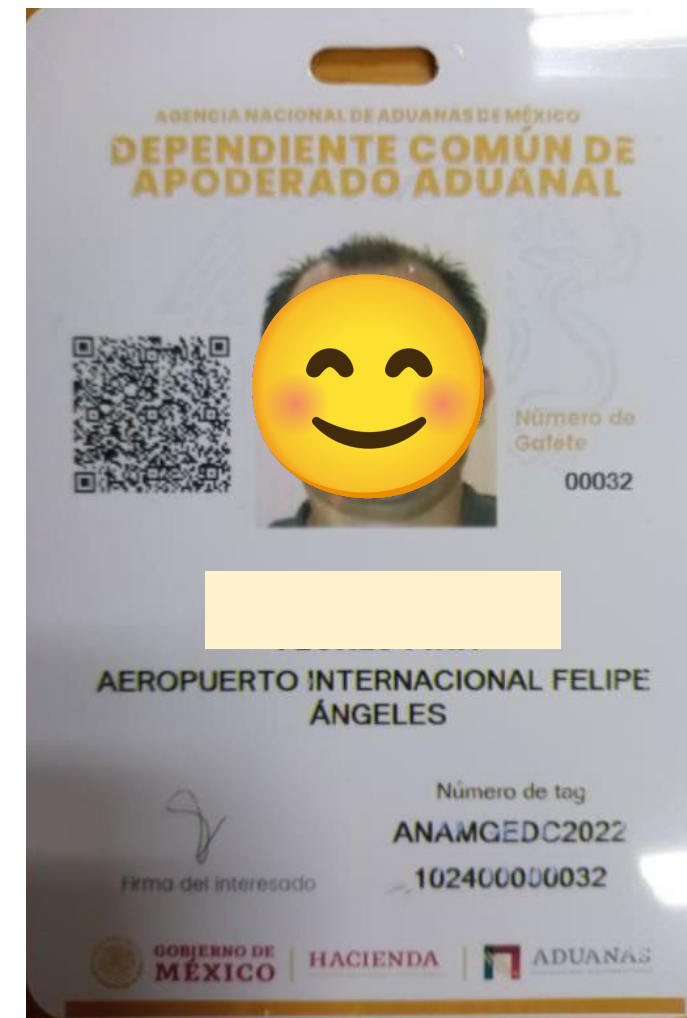 AGENCIA NACIONAL DE ADUANAS DE MÉXICO
DEPENDIENTE COMÚN DE
APODERADO ADUANAL
Número de
Gafete
00032
AEROPUERTO INTERNACIONAL FELIPE
ÁNGELES
Número de tag
ANAMGEDC2022
102400000032
Firma del interesado
GOBIERNO DE
MÉXICO
HACIENDA
ADUANAS